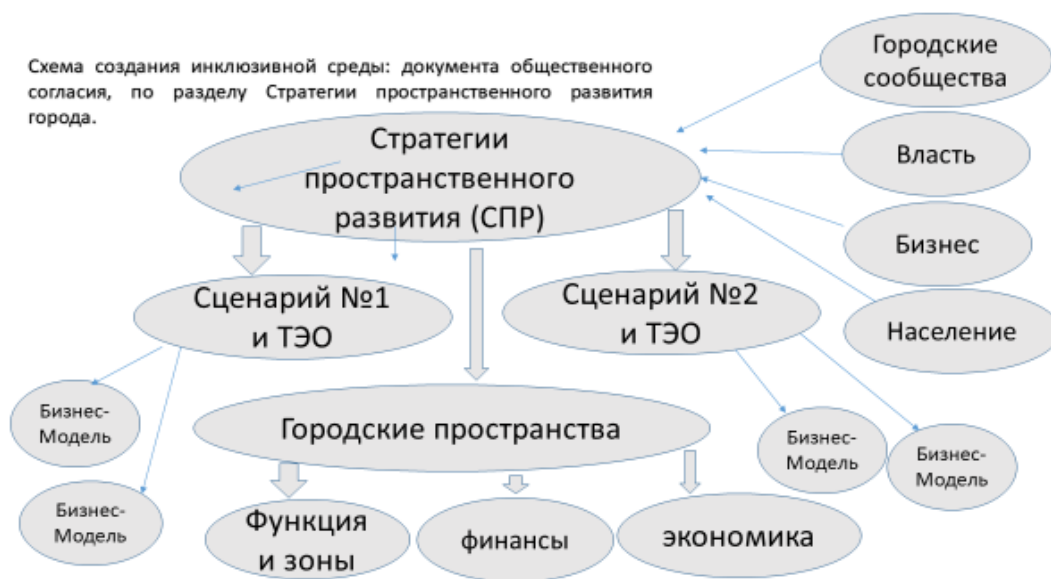 Городские
сообщества
Схема создания инклюзивной среды: документа общественного
согласия, по разделу Стратегии пространственного развития
города.
Стратегии
пространственного
развития (СПР)
Власть
Бизнес
Население
Сценарий №1
и ТЭО
Сценарий №2
и ТЭО
Бизнес-
Модель
Бизнес-
Модель
Городские пространства
Бизнес-
Модель
Бизнес-
Модель
Функция
и зоны
финансы
экономика